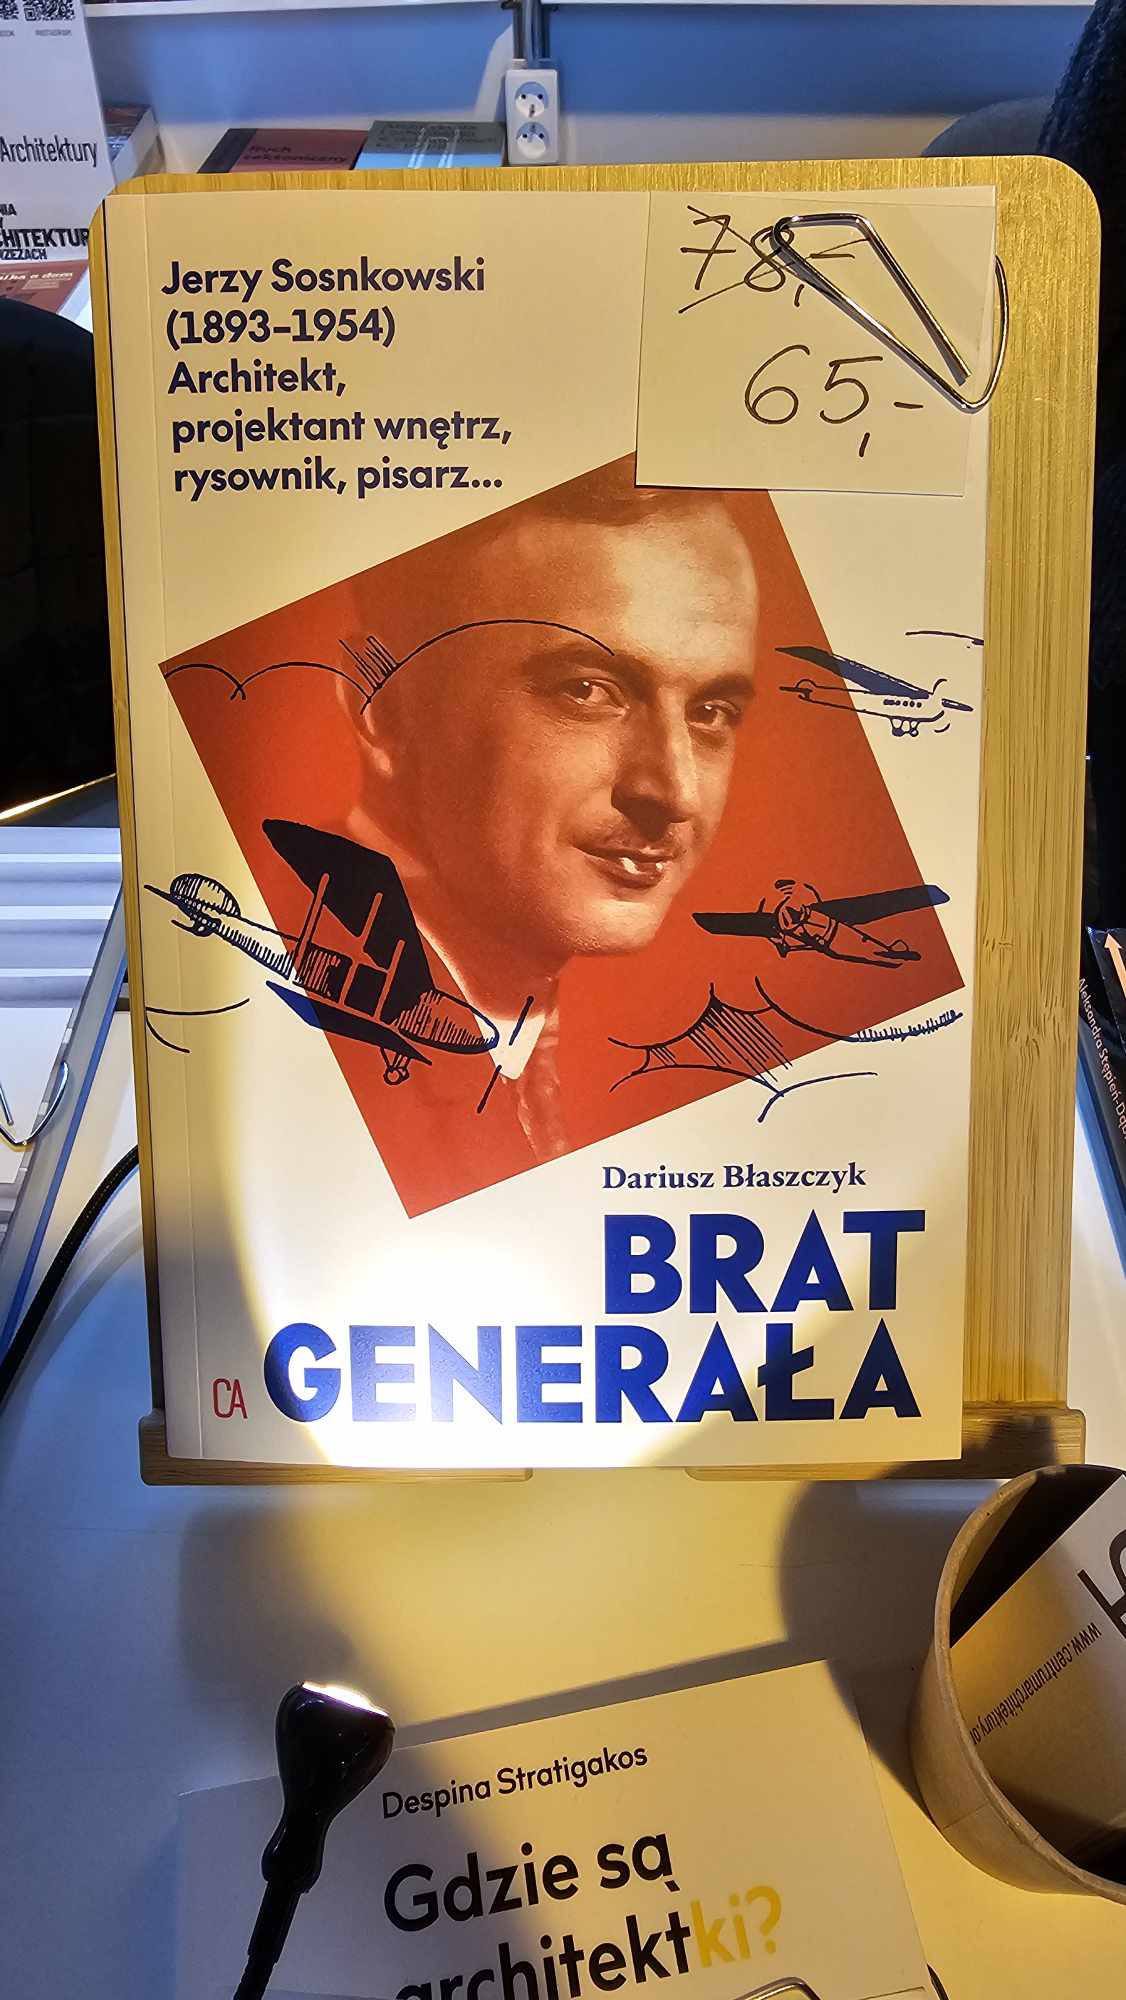 Architektury
Jerzy Sosnkowski
(1893–1954)
Architekt,
projektant wnętrz,
rysownik, pisarz...
78,-
65,-
Dariusz Błaszczyk
BRAT
GENERAŁA
CA
Despina Stratigakos
Gdzie są
architektki?